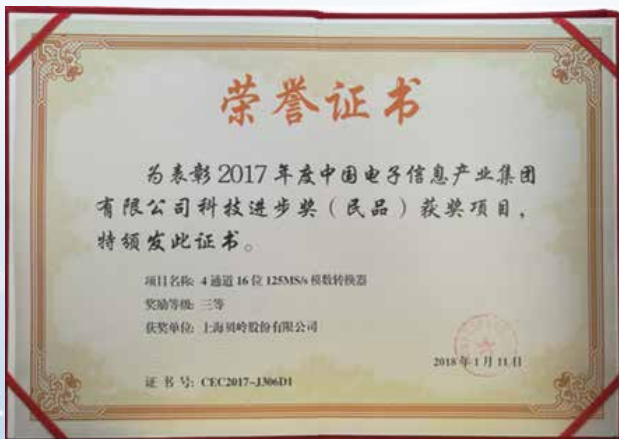 荣誉证书
为表彰2017年度中国电子信息产业集团
有限公司科技进步奖(民品)获奖项目,
特颁发此证书。
项目名称: 4通道16位125MS/s模数转换器
奖励等级: 三等
获奖单位: 上海贝岭股份有限公司
2018年1月11日
证书号: CEC2017-J306D1